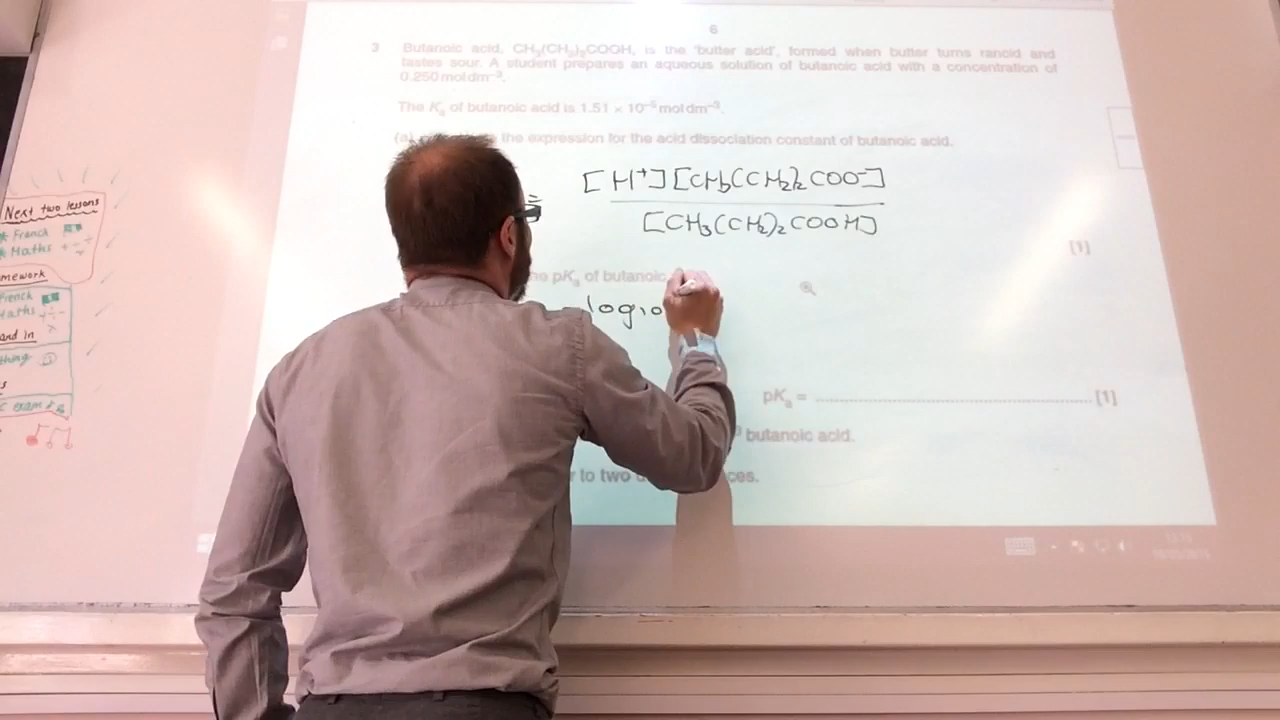 6
3 Butanoic acid, CH₃(CH₂)₂COOH, is the 'butter acid', formed when butter turns rancid and
tastes sour. A student prepares an aqueous solution of butanoic acid with a concentration of
0.250 mol dm⁻³.
The Kₐ of butanoic acid is 1.51 × 10⁻⁵ mol dm⁻³.
(a) the expression for the acid dissociation constant of butanoic acid.
[H⁺][CH₃(CH₂)₂COO⁻]
[CH₃(CH₂)₂COOH]
[1]
pKₐ of butanoic
-log₁₀
pKₐ = [1]
butanoic acid.
to two
Next two lessons
* French
* Maths
French
Maths
and in
thing
exam